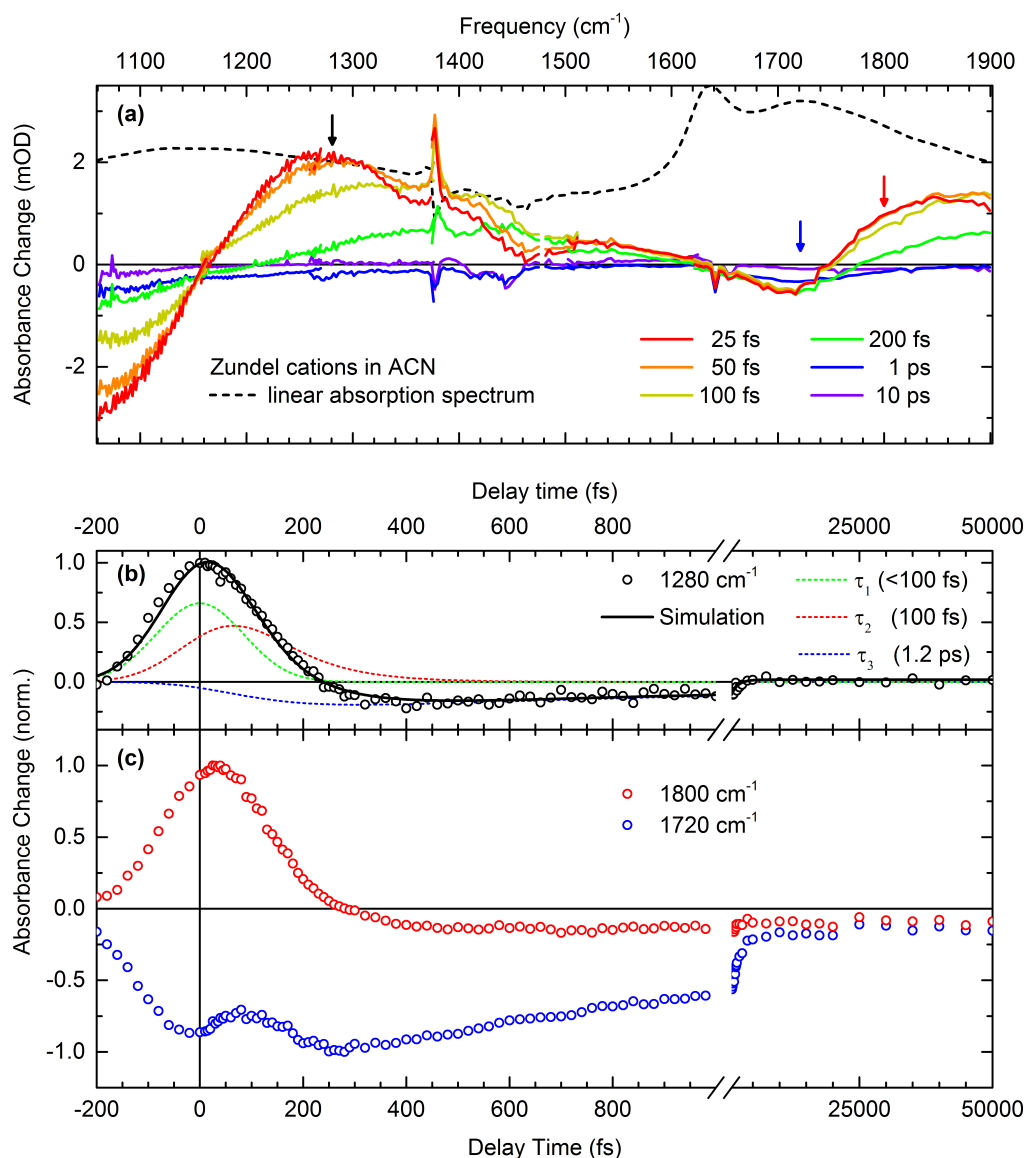 Frequency (cm⁻¹)
1100 1200 1300 1400 1500 1600 1700 1800 1900
(a)
Absorbance Change (mOD)
2
0
-2
Zundel cations in ACN
linear absorption spectrum
25 fs
50 fs
100 fs
200 fs
1 ps
10 ps
Delay time (fs)
-200 0 200 400 600 800 25000 50000
(b)
1.0
0.5
0.0
1280 cm⁻¹
Simulation
τ₁ (<100 fs)
τ₂ (100 fs)
τ₃ (1.2 ps)
Absorbance Change (norm.)
(c)
1.0
0.5
0.0
-0.5
-1.0
1800 cm⁻¹
1720 cm⁻¹
-200 0 200 400 600 800 25000 50000
Delay Time (fs)